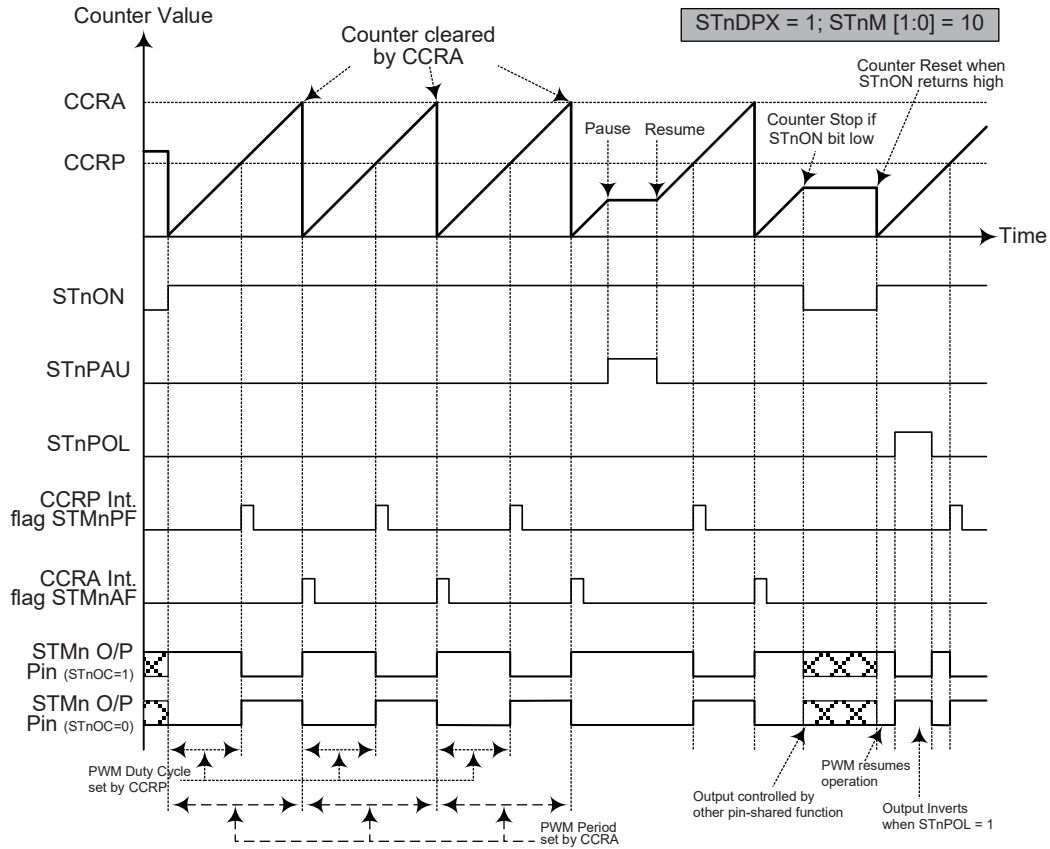 Counter Value
STnDPX = 1; STnM [1:0] = 10
Counter cleared
by CCRA
Counter Reset when
STnON returns high
CCRA
Pause
Resume
Counter Stop if
STnON bit low
CCRP
Time
STnON
STnPAU
STnPOL
CCRP Int.
flag STMnPF
CCRA Int.
flag STMnAF
STMn O/P
Pin (STnOC=1)
STMn O/P
Pin (STnOC=0)
PWM Duty Cycle
set by CCRP
PWM resumes
operation
Output controlled by
other pin-shared function
Output Inverts
when STnPOL = 1
PWM Period
set by CCRA